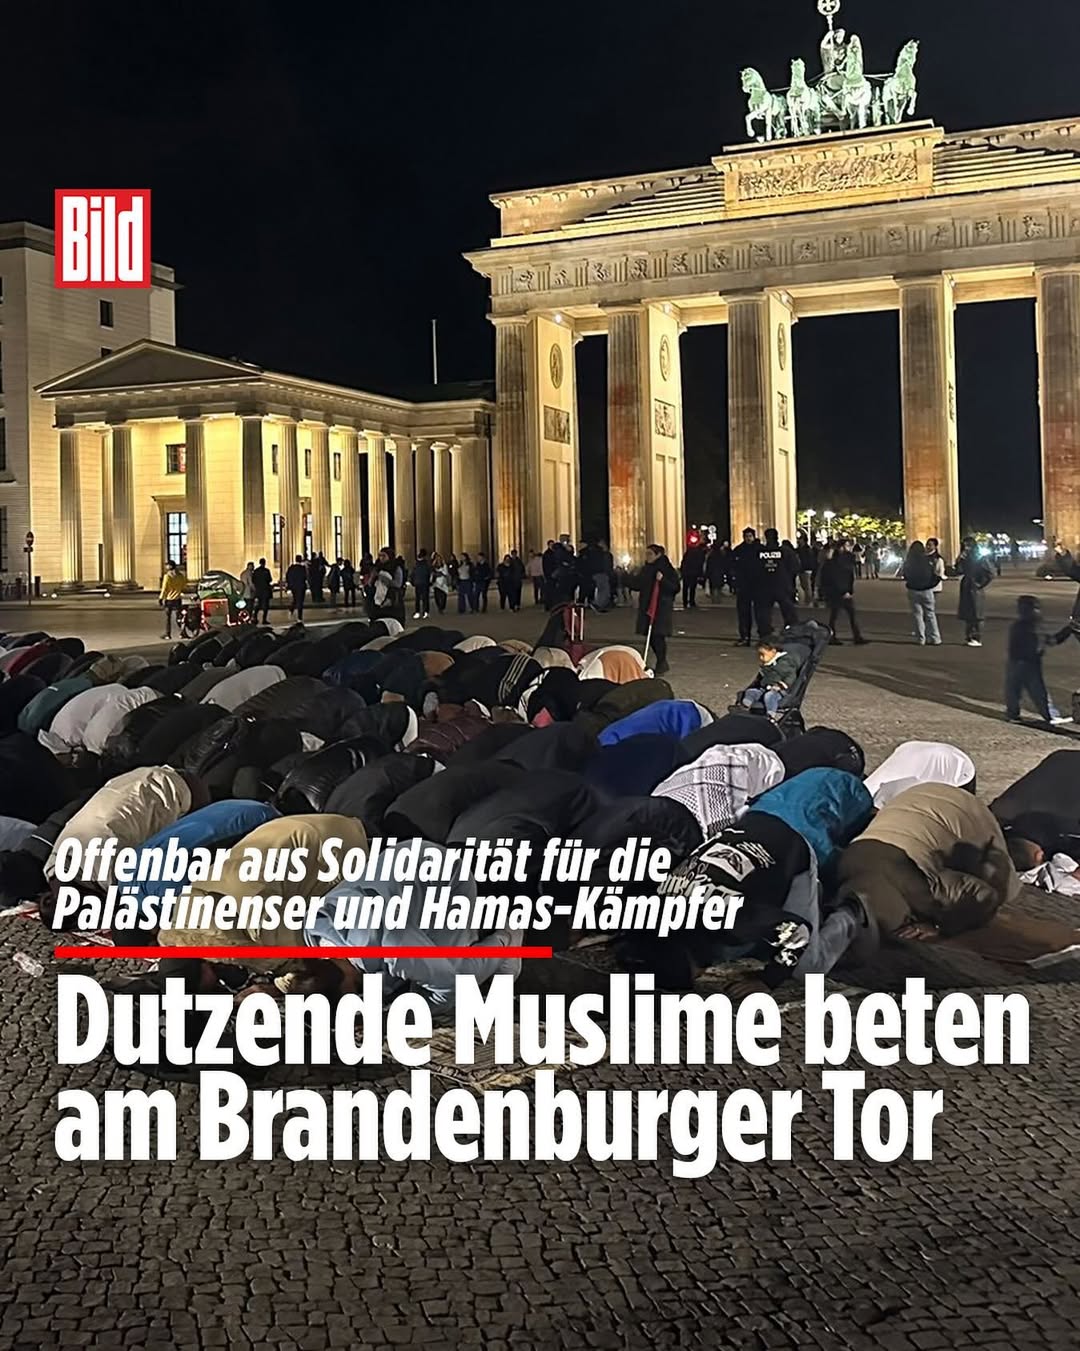 Bild
POLIZEI
Offenbar aus Solidarität für die
Palästinenser und Hamas-Kämpfer
Dutzende Muslime beten
am Brandenburger Tor